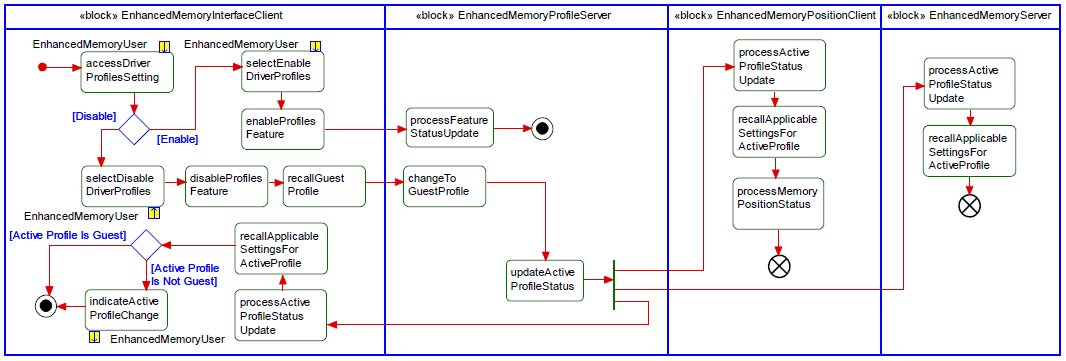 «block» EnhancedMemoryInterfaceClient
«block» EnhancedMemoryProfileServer
«block» EnhancedMemoryPositionClient
«block» EnhancedMemoryServer
EnhancedMemoryUser
accessDriver
ProfilesSetting
[Disable]
[Enable]
EnhancedMemoryUser
selectEnable
DriverProfiles
enableProfiles
Feature
processFeature
StatusUpdate
selectDisable
DriverProfiles
EnhancedMemoryUser
disableProfiles
Feature
recallGuest
Profile
changeTo
GuestProfile
updateActive
ProfileStatus
processActive
ProfileStatus
Update
recallApplicable
SettingsFor
ActiveProfile
processMemory
PositionStatus
processActive
ProfileStatus
Update
recallApplicable
SettingsFor
ActiveProfile
processActive
ProfileStatus
Update
recallApplicable
SettingsFor
ActiveProfile
[Active Profile Is Guest]
[Active Profile
Is Not Guest]
indicateActive
ProfileChange
EnhancedMemoryUser